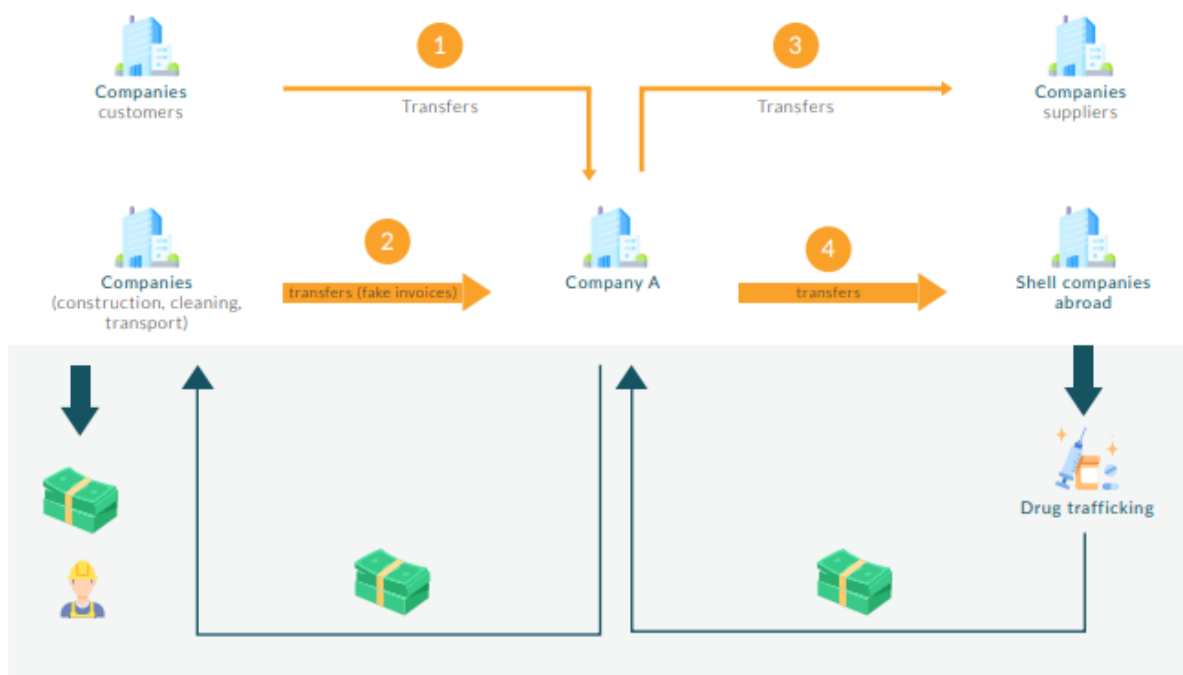 1
3
Companies
customers
Transfers
Transfers
Companies
suppliers
2
4
Companies
(construction, cleaning,
transport)
transfers (fake invoices)
Company A
transfers
Shell companies
abroad
Drug trafficking